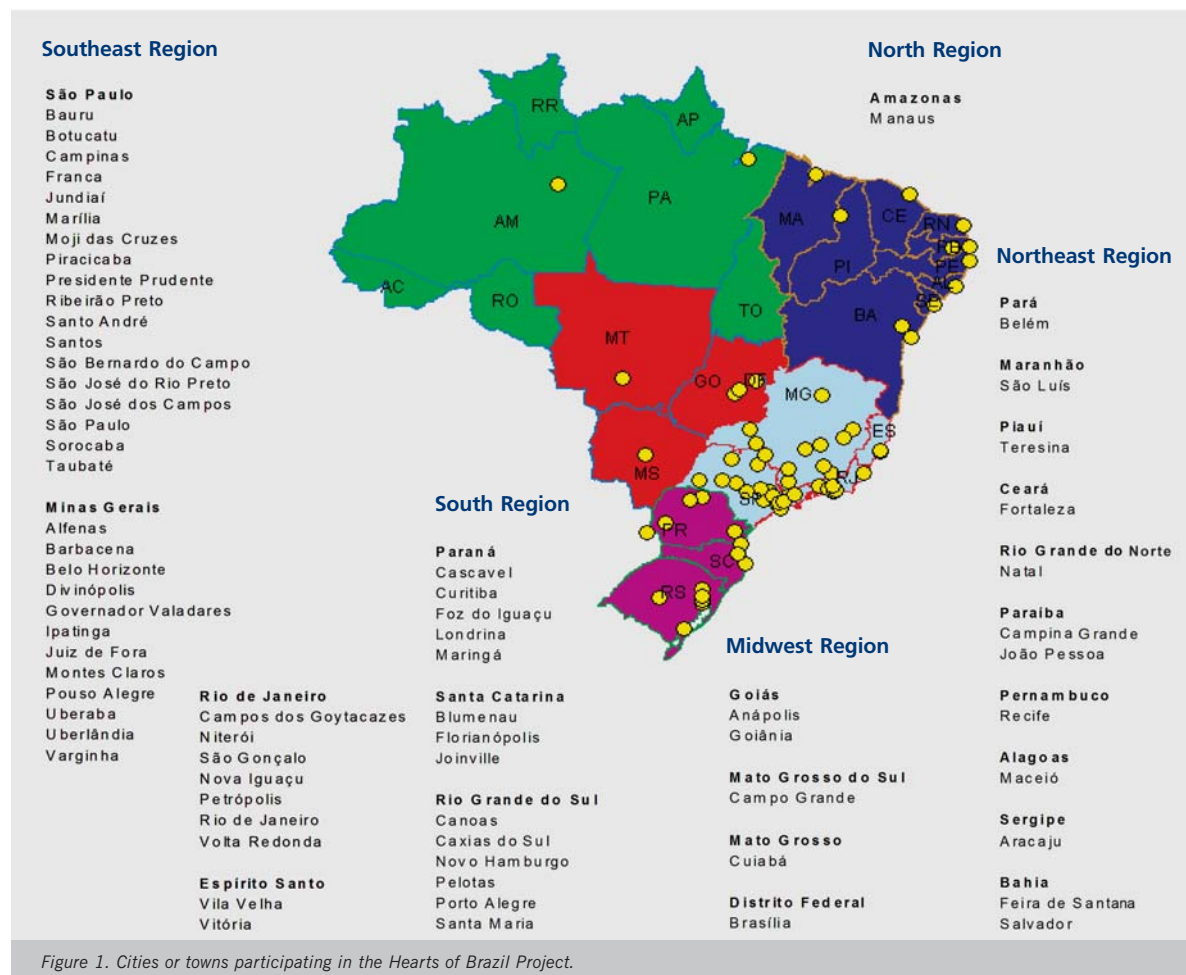 Southeast Region
São Paulo
Bauru
Botucatu
Campinas
Franca
Jundiaí
Marília
Moji das Cruzes
Piracicaba
Presidente Prudente
Ribeirão Preto
Santo André
Santos
São Bernardo do Campo
São José do Rio Preto
São José dos Campos
São Paulo
Sorocaba
Taubaté
Minas Gerais
Alfenas
Barbacena
Belo Horizonte
Divinópolis
Governador Valadares
Ipatinga
Juiz de Fora
Montes Claros
Pouso Alegre
Uberaba
Uberlândia
Varginha
Rio de Janeiro
Campos dos Goytacazes
Niterói
São Gonçalo
Nova Iguaçu
Petrópolis
Rio de Janeiro
Volta Redonda
Espírito Santo
Vila Velha
Vitória
South Region
Paraná
Cascavel
Curitiba
Foz do Iguaçu
Londrina
Maringá
Santa Catarina
Blumenau
Florianópolis
Joinville
Rio Grande do Sul
Canoas
Caxias do Sul
Novo Hamburgo
Pelotas
Porto Alegre
Santa Maria
Midwest Region
Goiás
Anápolis
Goiânia
Mato Grosso do Sul
Campo Grande
Mato Grosso
Cuiabá
Distrito Federal
Brasília
North Region
Amazonas
Manaus
Northeast Region
Pará
Belém
Maranhão
São Luís
Piauí
Teresina
Ceará
Fortaleza
Rio Grande do Norte
Natal
Paraíba
Campina Grande
João Pessoa
Pernambuco
Recife
Alagoas
Maceió
Sergipe
Aracaju
Bahia
Feira de Santana
Salvador
RR
AP
AM
PA
AC
RO
TO
MA
PI
CE
RN
PE
AL
BA
MT
GO
DF
MS
MG
ES
SP
RJ
PR
SC
RS
Figure 1. Cities or towns participating in the Hearts of Brazil Project.